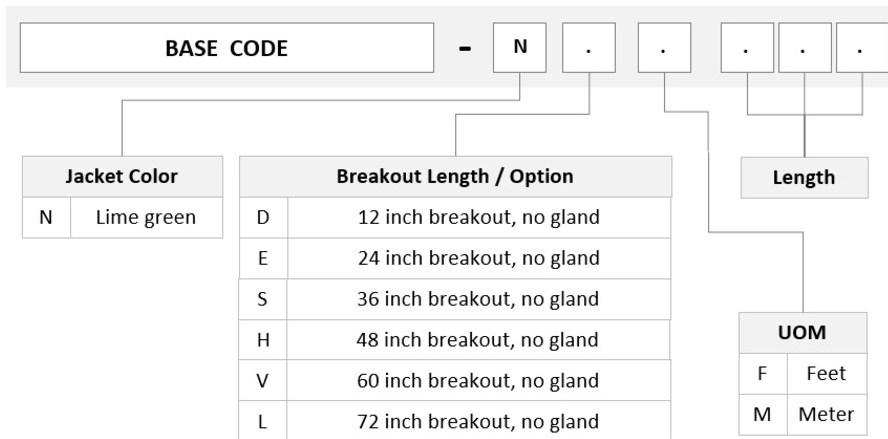 BASE CODE - N . . . . .
Jacket Color
N Lime green
Breakout Length / Option
D 12 inch breakout, no gland
E 24 inch breakout, no gland
S 36 inch breakout, no gland
H 48 inch breakout, no gland
V 60 inch breakout, no gland
L 72 inch breakout, no gland
Length
UOM
F Feet
M Meter